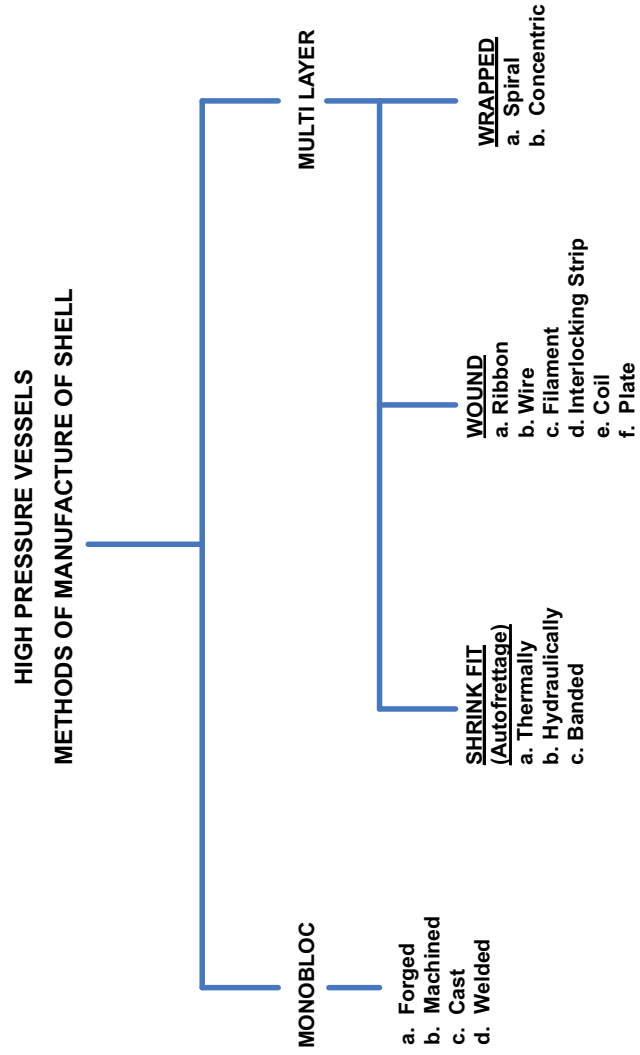 HIGH PRESSURE VESSELS
METHODS OF MANUFACTURE OF SHELL
MONOBLOC
a. Forged
b. Machined
c. Cast
d. Welded
MULTI LAYER
SHRINK FIT
(Autofrettage)
a. Thermally
b. Hydraulically
c. Banded
WOUND
a. Ribbon
b. Wire
c. Filament
d. Interlocking Strip
e. Coil
f. Plate
WRAPPED
a. Spiral
b. Concentric